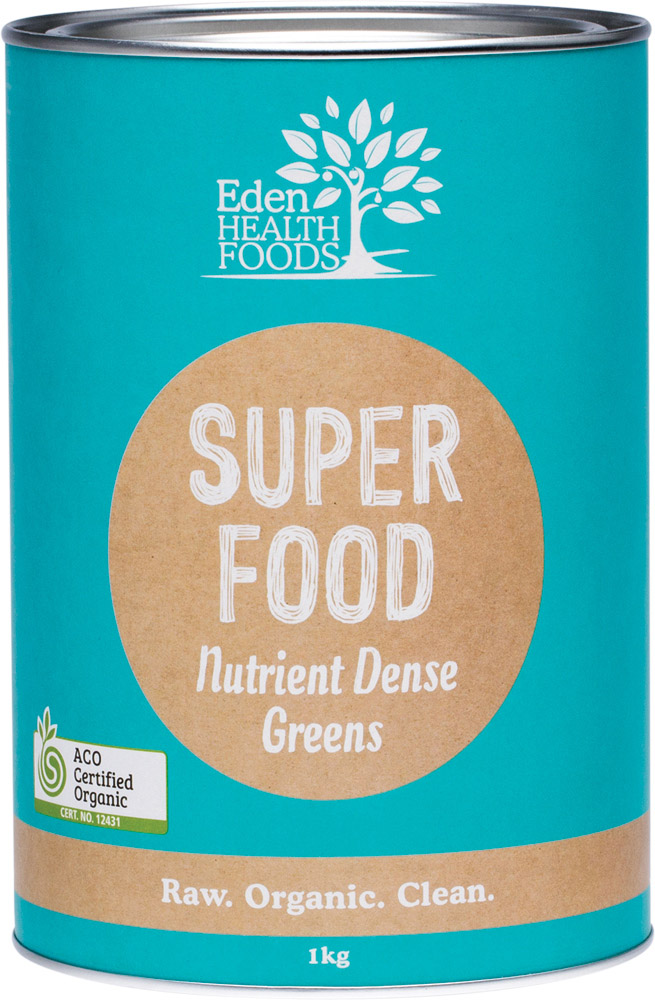 Eden
HEALTH
FOODS
SUPER
FOOD
Nutrient Dense
Greens
ACO
Certified
Organic
CERT. NO. 12431
Raw. Organic. Clean.
1kg